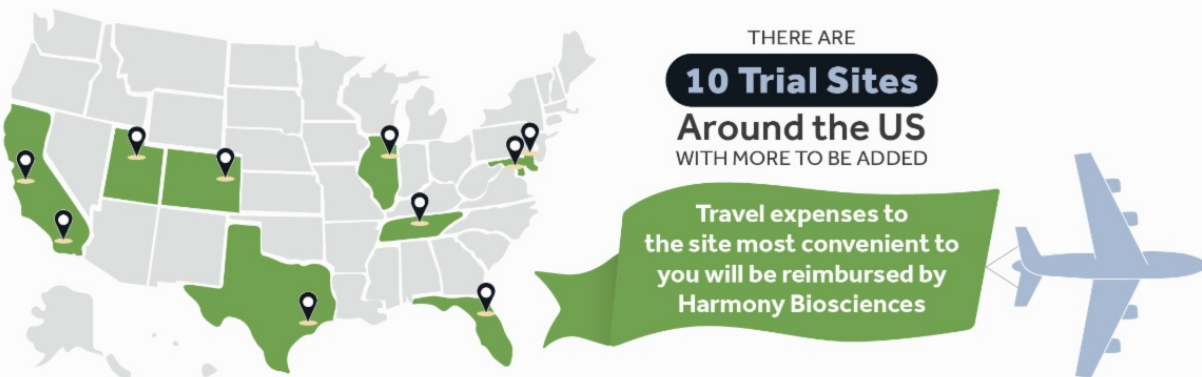 THERE ARE
10 Trial Sites
Around the US
WITH MORE TO BE ADDED
Travel expenses to
the site most convenient to
you will be reimbursed by
Harmony Biosciences